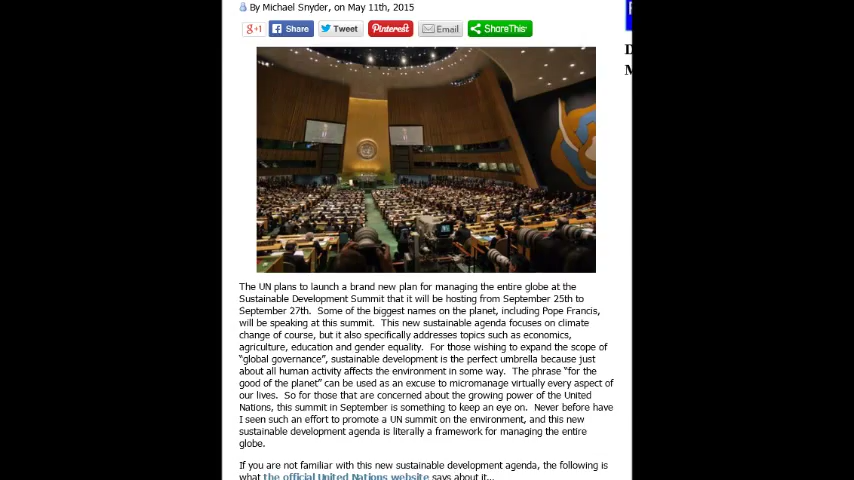 By Michael Snyder, on May 11th, 2015
g+1 Share Tweet Pinterest Email ShareThis
The UN plans to launch a brand new plan for managing the entire globe at the
Sustainable Development Summit that it will be hosting from September 25th to
September 27th. Some of the biggest names on the planet, including Pope Francis,
will be speaking at this summit. This new sustainable agenda focuses on climate
change of course, but it also specifically addresses topics such as economics,
agriculture, education and gender equality. For those wishing to expand the scope of
“global governance”, sustainable development is the perfect umbrella because just
about all human activity affects the environment in some way. The phrase “for the
good of the planet” can be used as an excuse to micromanage virtually every aspect of
our lives. So for those that are concerned about the growing power of the United
Nations, this summit in September is something to keep an eye on. Never before have
I seen such an effort to promote a UN summit on the environment, and this new
sustainable development agenda is literally a framework for managing the entire
globe.
If you are not familiar with this new sustainable development agenda, the following is
what the official United Nations website says about it...